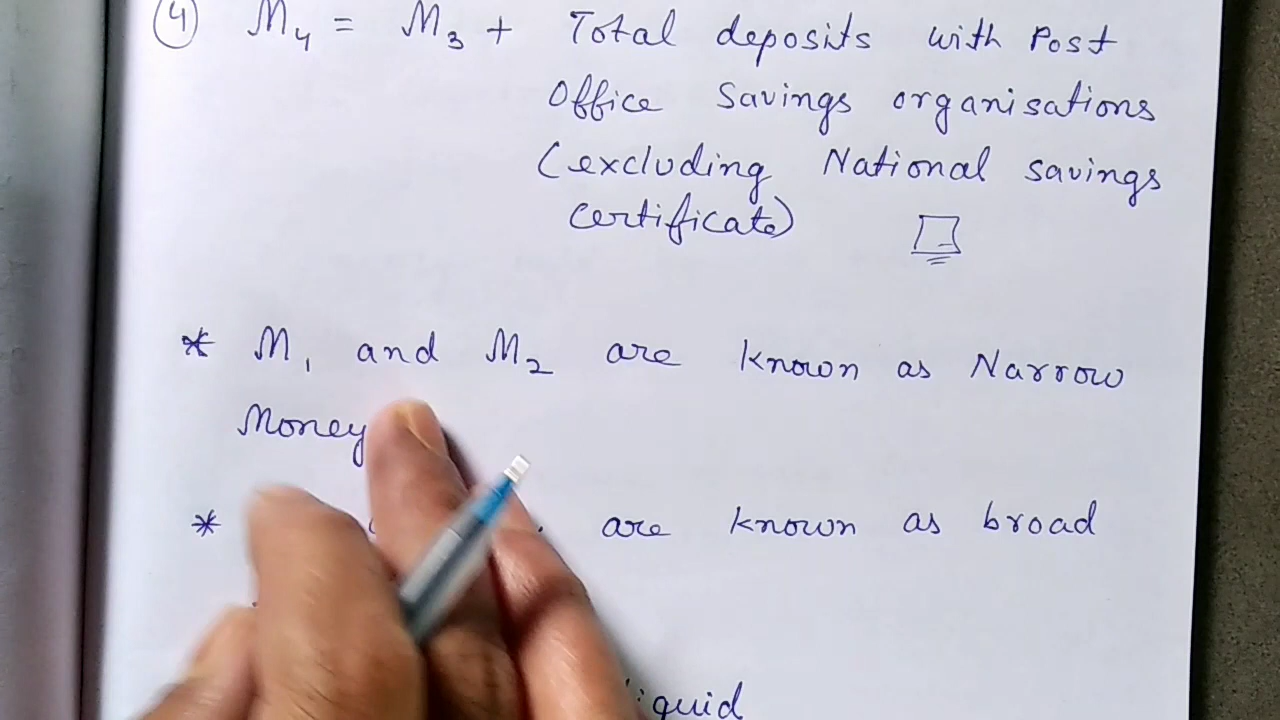 ④ M₄ = M₃ + Total deposits with Post
Office Savings organisations
(excluding National savings
certificate)
* M₁ and M₂ are known as Narrow
Money
* are known as broad
liquid